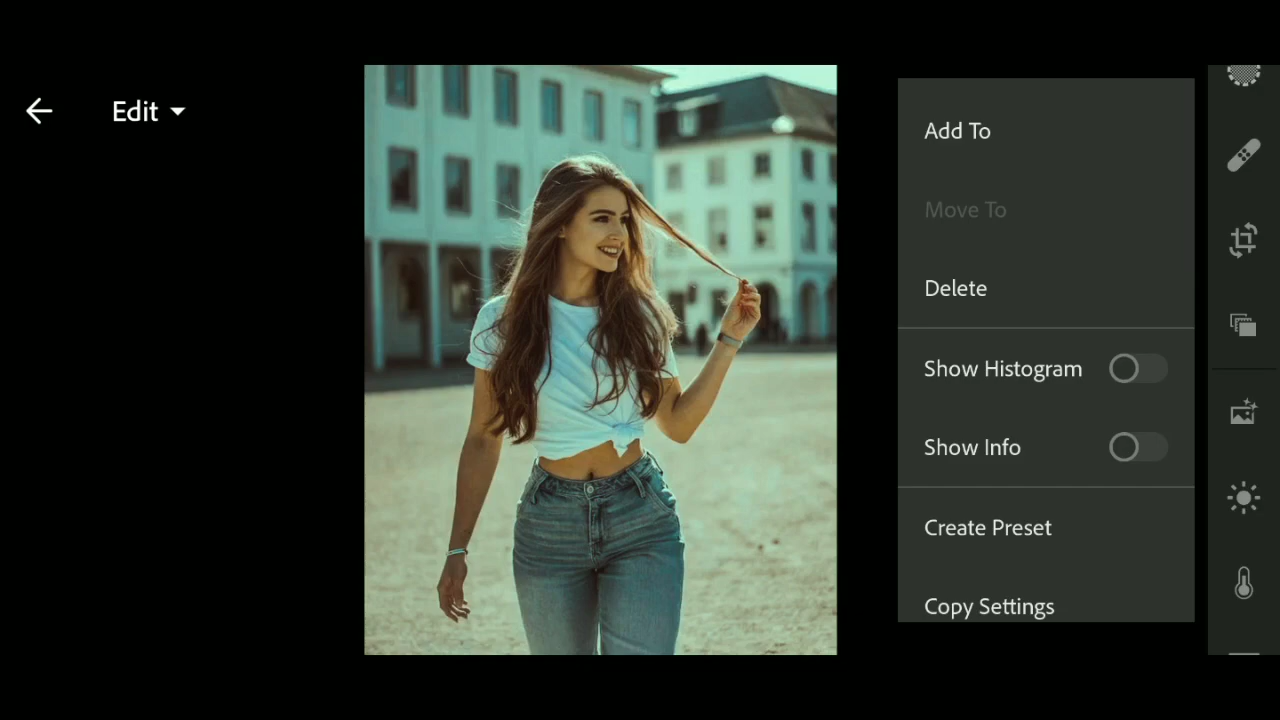 Edit
Add To
Move To
Delete
Show Histogram
Show Info
Create Preset
Copy Settings